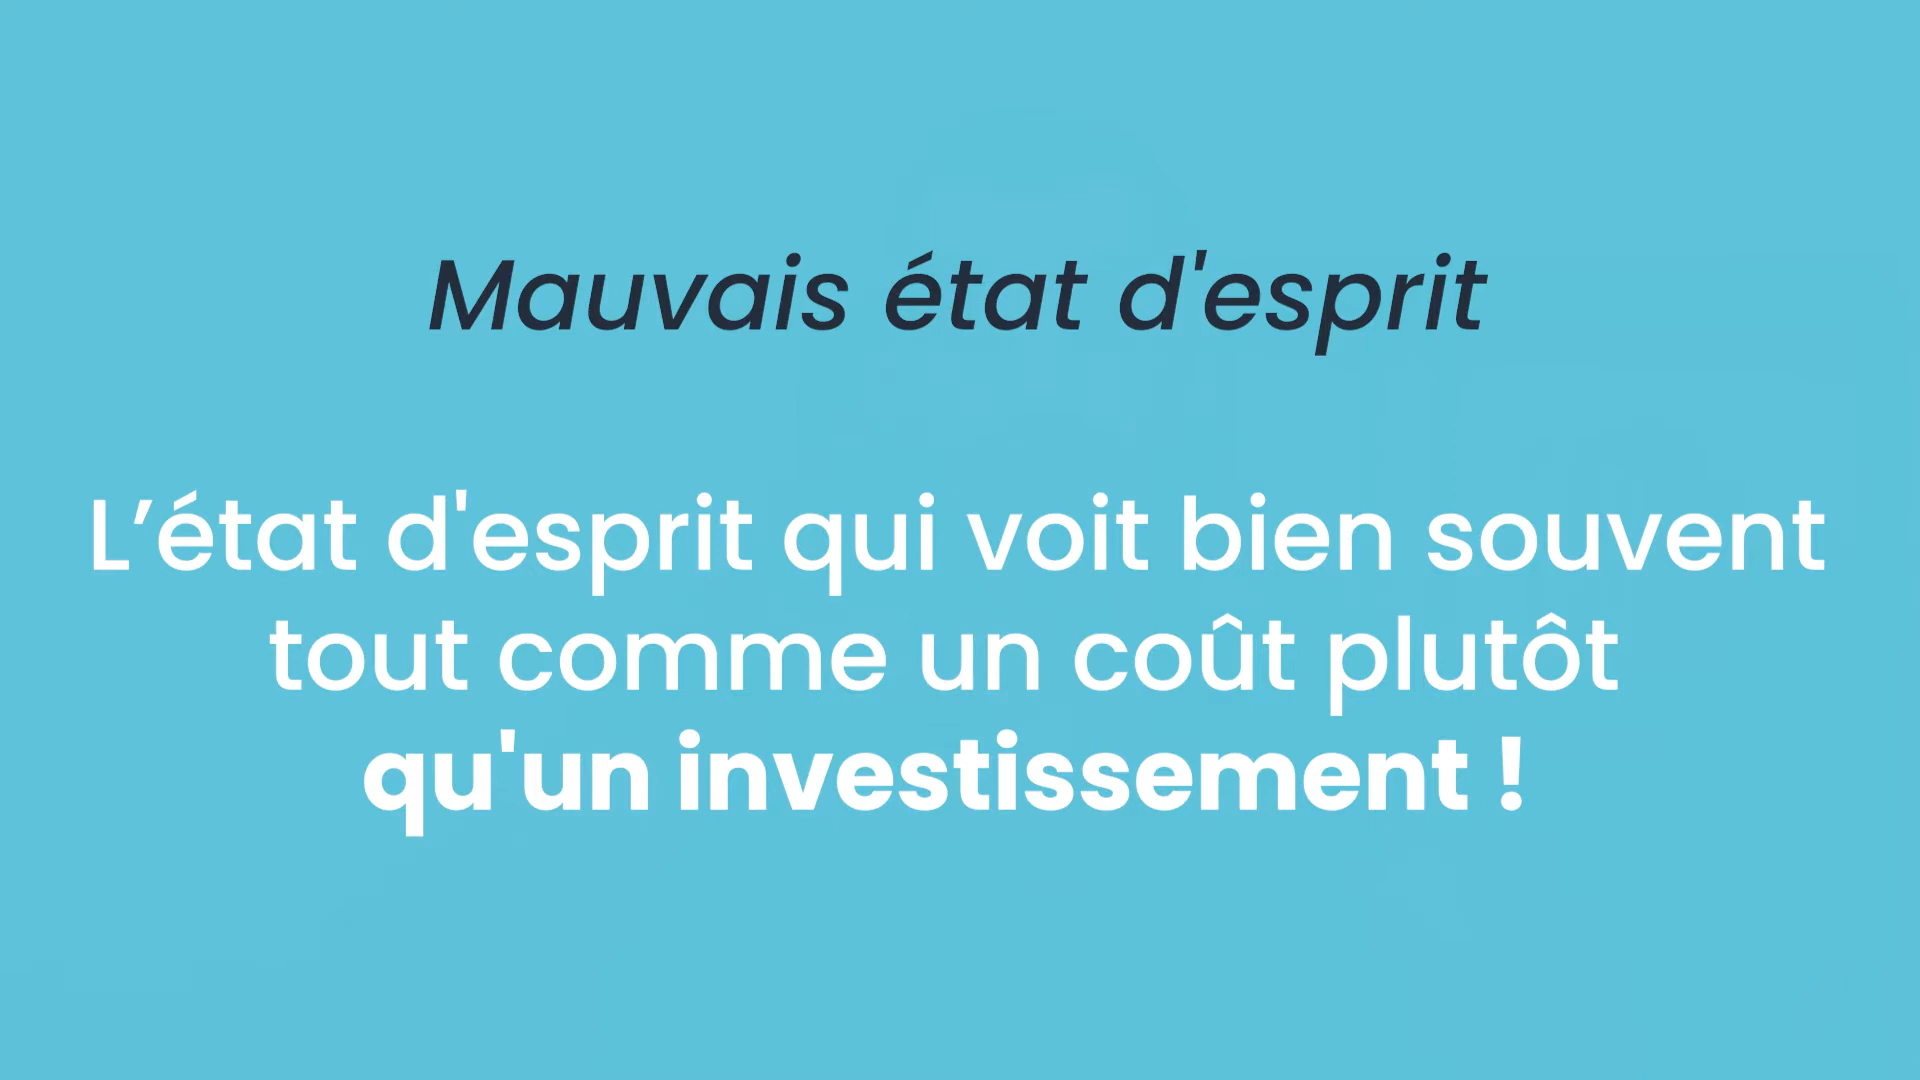 Mauvais état d'esprit
L’état d'esprit qui voit bien souvent
tout comme un coût plutôt
qu'un investissement !